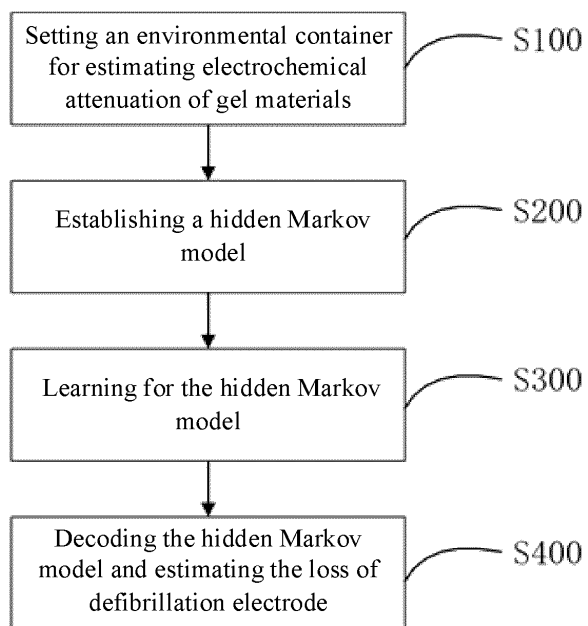 Setting an environmental container
for estimating electrochemical
attenuation of gel materials
S100
Establishing a hidden Markov
model
S200
Learning for the hidden Markov
model
S300
Decoding the hidden Markov
model and estimating the loss of
defibrillation electrode
S400